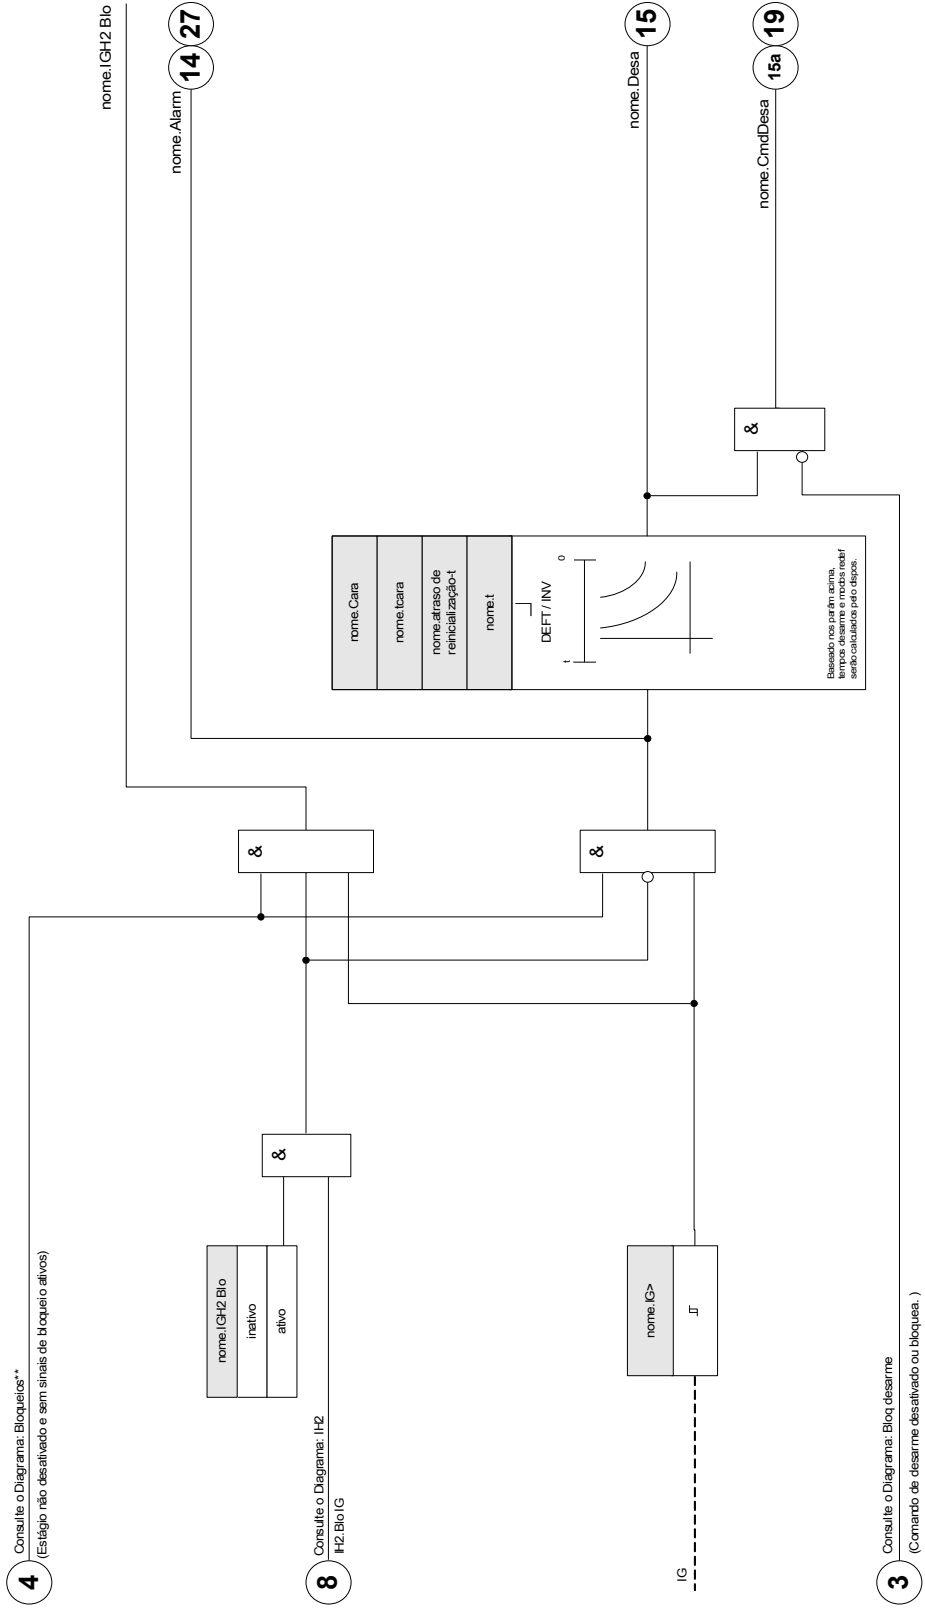 4
Consulte o Diagrama: Bloqueios**
(Estágio não desativado e sem sinais de bloqueio ativos)
8
Consulte o Diagrama: IH2
IH2.Blo IG
nome.IGH2 Blo
inativo
ativo
&
IG
nome.IG>
3
Consulte o Diagrama: Bloq desarme
(Comando de desarme desativado ou bloquea. )
&
&
nome.Cara
nome.tcara
nome.atraso de
reinicialização-t
nome.t
DEFT / INV
t
0
Baseado nos parâm acima,
tempos desarme e modos redef
serão calculados pelo dispos.
&
nome.IGH2 Blo
nome.Alarm
14
27
nome.Desa
15
nome.CmdDesa
15a
19